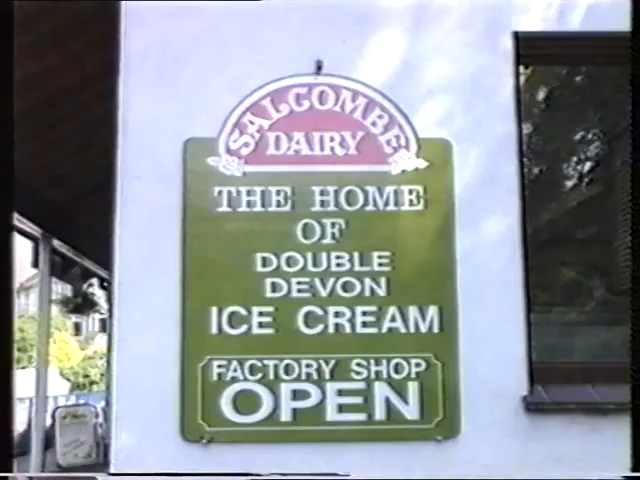 SALCOMBE
DAIRY
THE HOME
OF
DOUBLE
DEVON
ICE CREAM
FACTORY SHOP
OPEN